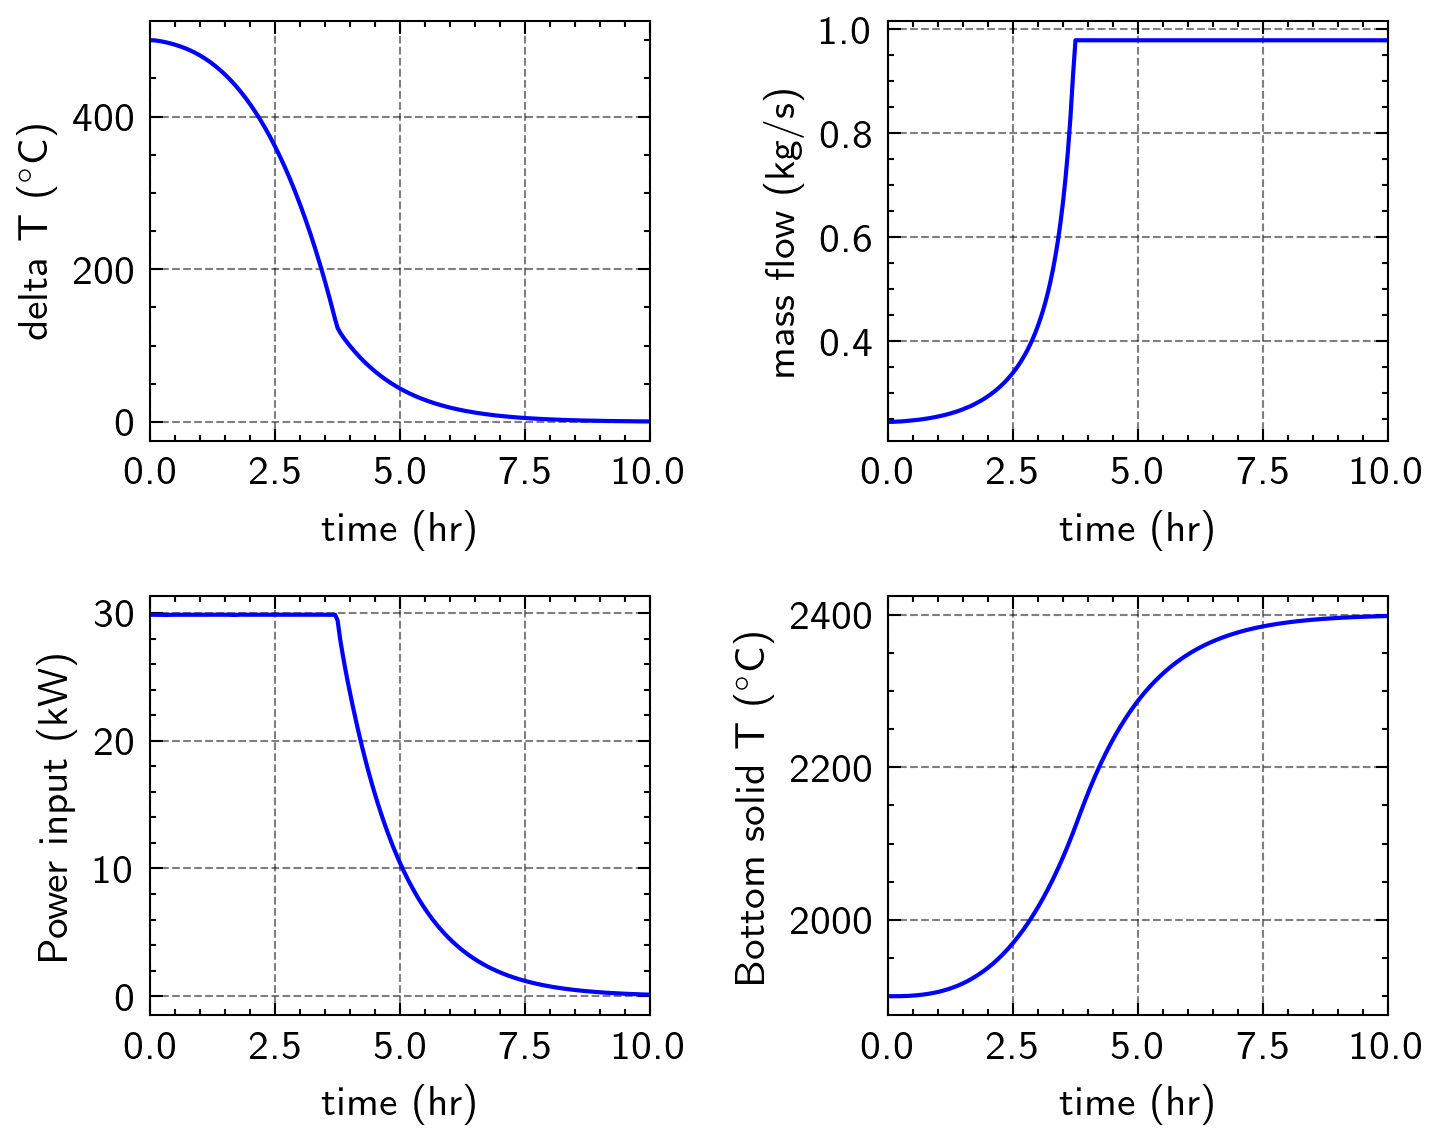 400
200
0
delta T (°C)
0.0 2.5 5.0 7.5 10.0
time (hr)
1.0
0.8
0.6
0.4
mass flow (kg/s)
0.0 2.5 5.0 7.5 10.0
time (hr)
30
20
10
0
Power input (kW)
0.0 2.5 5.0 7.5 10.0
time (hr)
2400
2200
2000
Bottom solid T (°C)
0.0 2.5 5.0 7.5 10.0
time (hr)